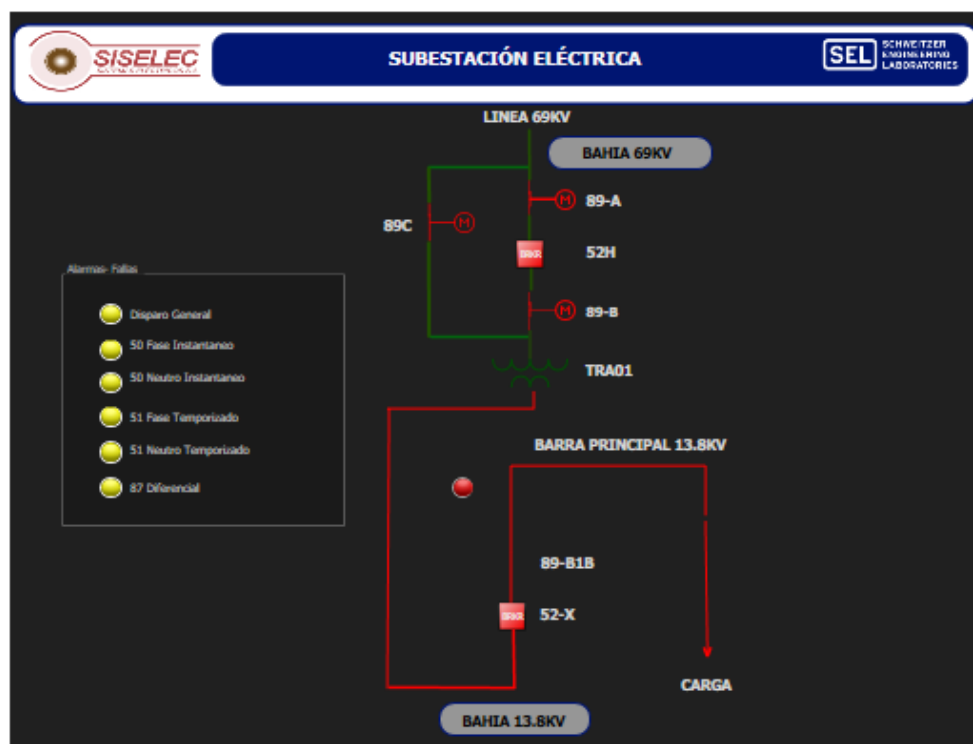 SISELEC
SUBESTACIÓN ELÉCTRICA
SEL
SCHWEITZER
ENGINEERING
LABORATORIES
LINEA 69KV
BAHIA 69KV
M
89-A
89C
M
BRKR
52H
Alarmas- Fallas
M
89-B
Disparo General
50 Fase Instantaneo
TRA01
50 Neutro Instantaneo
51 Fase Temporizado
51 Neutro Temporizado
BARRA PRINCIPAL 13.8KV
87 Diferencial
89-B1B
BRKR
52-X
CARGA
BAHIA 13.8KV